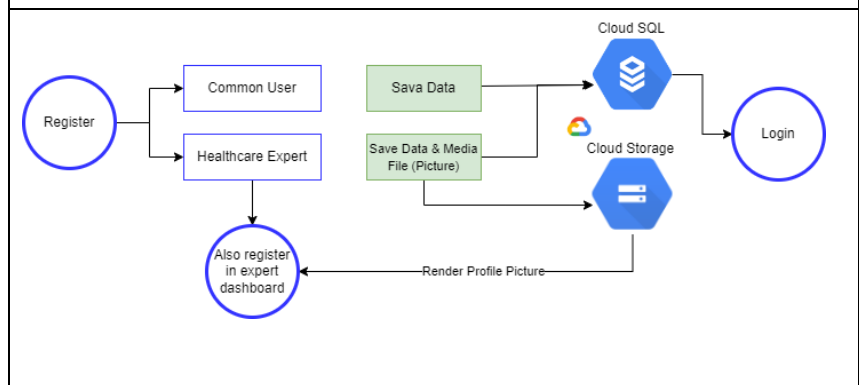 Cloud SQL
Register
Common User
Sava Data
Login
Healthcare Expert
Save Data & Media
File (Picture)
Cloud Storage
Also register
in expert
dashboard
Render Profile Picture